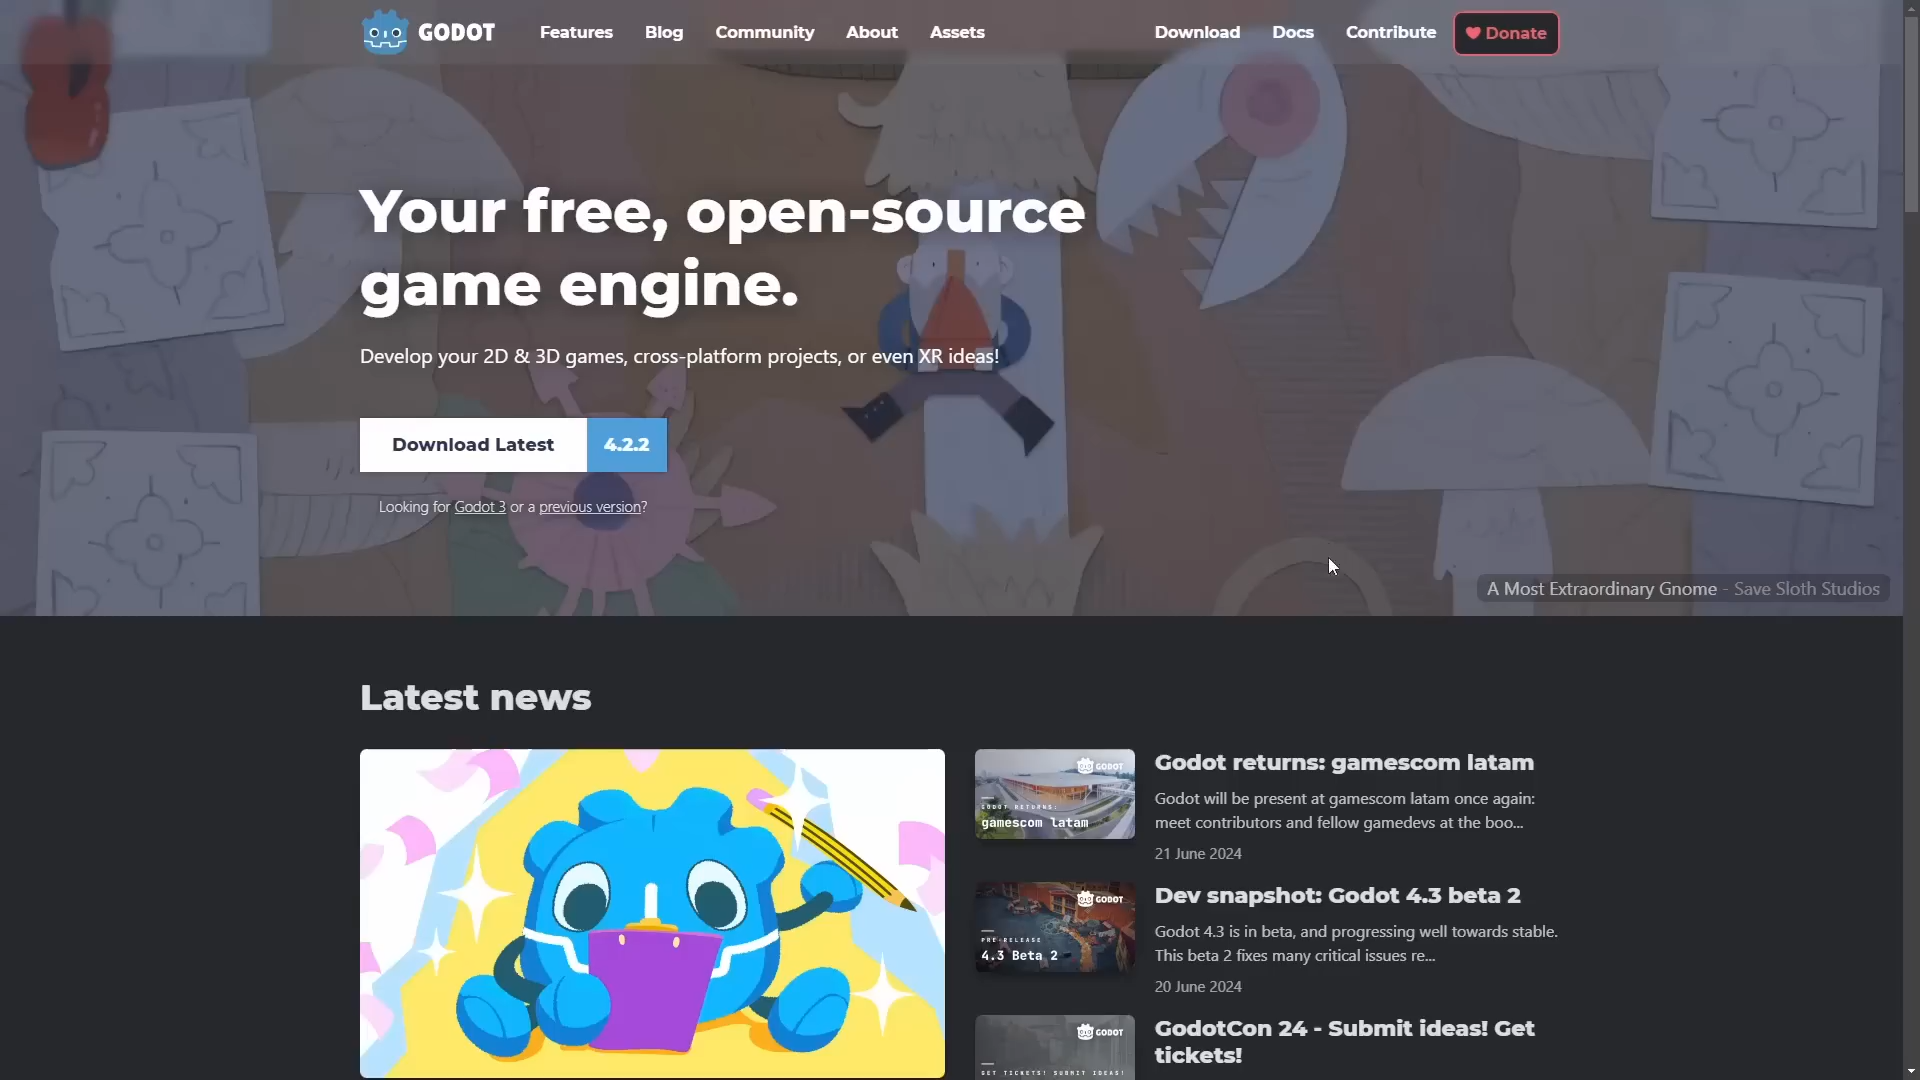 GODOT
Features
Blog
Community
About
Assets
Download
Docs
Contribute
Donate
Your free, open-source
game engine.
Develop your 2D & 3D games, cross-platform projects, or even XR ideas!
Download Latest
4.2.2
Looking for Godot 3 or a previous version?
A Most Extraordinary Gnome - Save Sloth Studios
Latest news
GODOT
GODOT RETURNS:
gamescom latam
Godot returns: gamescom latam
Godot will be present at gamescom latam once again:
meet contributors and fellow gamedevs at the boo...
21 June 2024
GODOT
PRE-RELEASE
4.3 Beta 2
Dev snapshot: Godot 4.3 beta 2
Godot 4.3 is in beta, and progressing well towards stable.
This beta 2 fixes many critical issues re...
20 June 2024
GODOT
GET TICKETS! SUBMIT IDEAS!
GodotCon 24 - Submit ideas! Get
tickets!